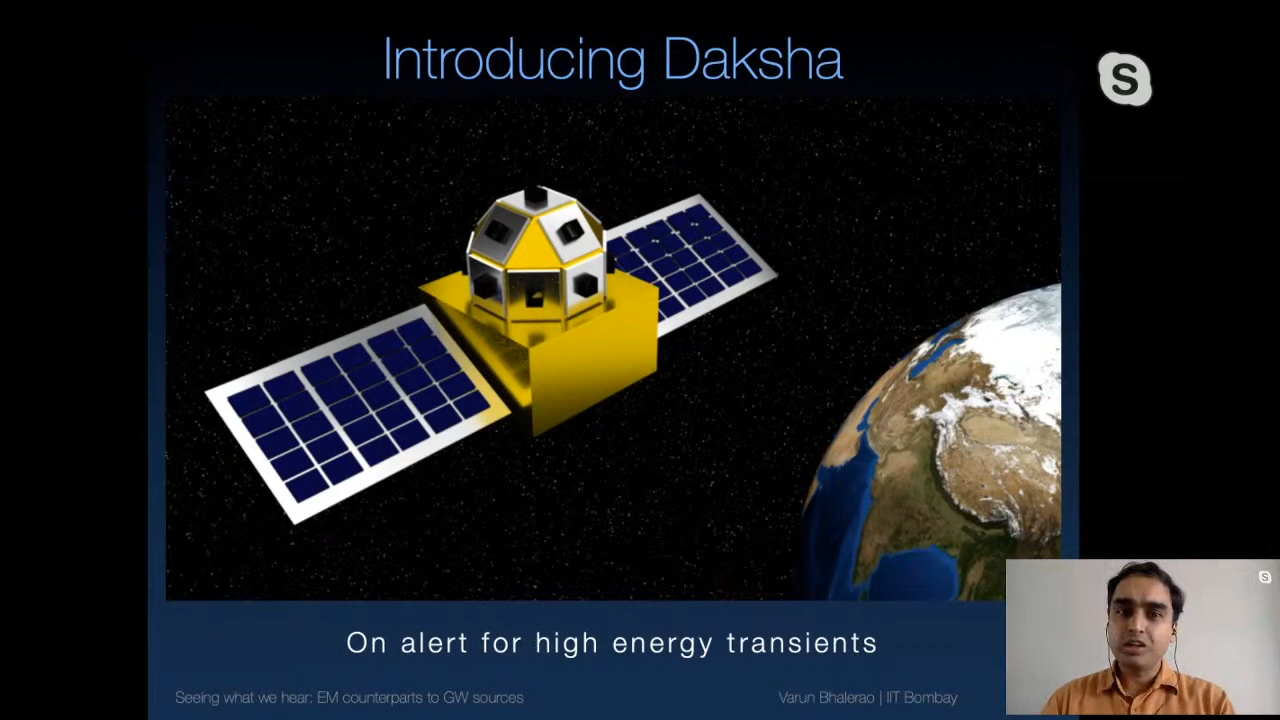 Introducing Daksha
S
On alert for high energy transients
Seeing what we hear: EM counterparts to GW sources
Varun Bhalerao | IIT Bombay
S